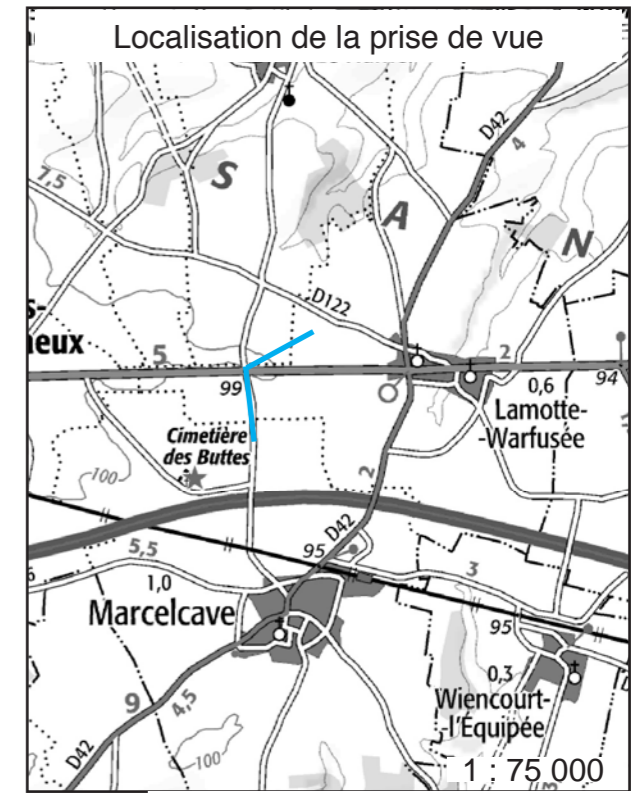 Localisation de la prise de vue
D42
4
7,5
S
A
N
D122
s-
ieux
5
2
99
0,6
94
Lamotte-
-Warfusée
Cimetière
des Buttes
100
2
D42
5,5
95
3
1,0
Marcelcave
95
0,3
Wiencourt-
-l'Équipée
9
4,5
D42
100
1 : 75 000